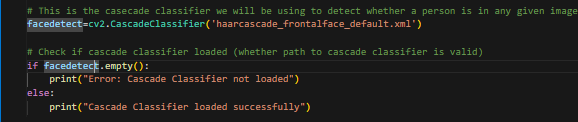 # This is the casecade classifier we will be using to detect whether a person is in any given image
facedetect=cv2.CascadeClassifier('haarcascade_frontalface_default.xml')
# Check if cascade classifier loaded (whether path to cascade classifier is valid)
if facedetect.empty():
    print("Error: Cascade Classifier not loaded")
else:
    print("Cascade Classifier loaded successfully")